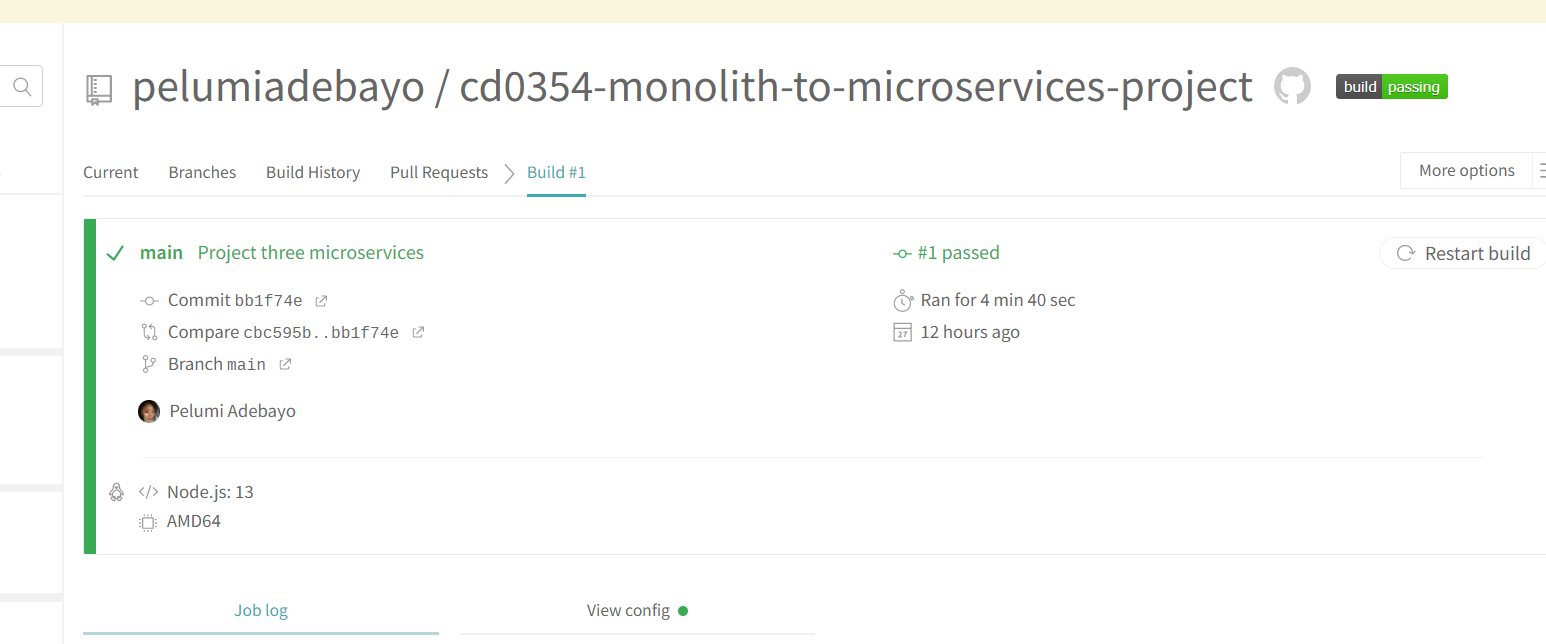 pelumiadebayo / cd0354-monolith-to-microservices-project
build passing
Current Branches Build History Pull Requests Build #1
More options
main Project three microservices
#1 passed
Restart build
Commit bb1f74e
Ran for 4 min 40 sec
Compare cbc595b..bb1f74e
27 12 hours ago
Branch main
Pelumi Adebayo
</> Node.js: 13
AMD64
Job log
View config